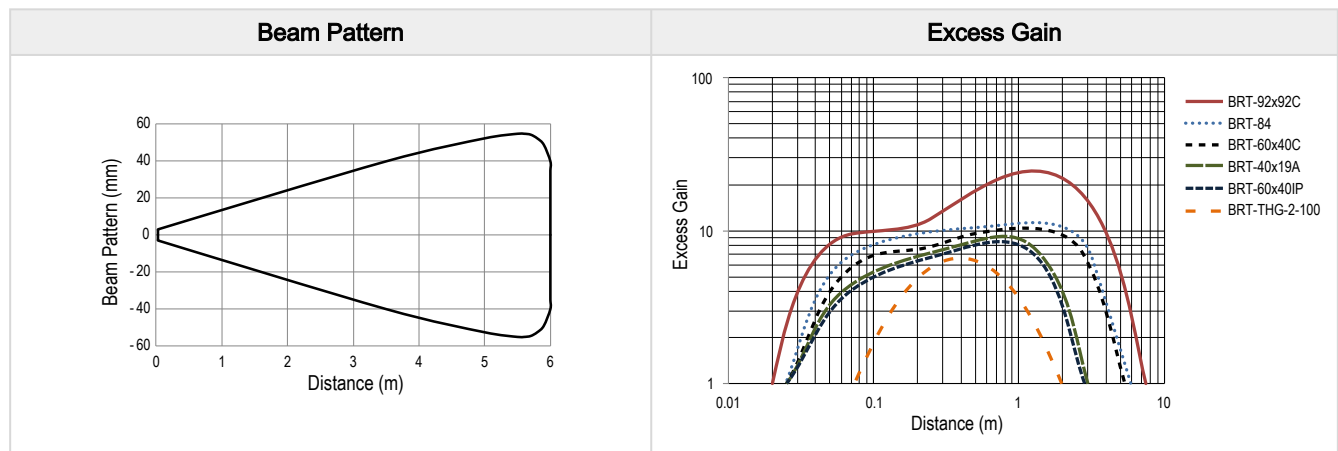 Beam Pattern
Excess Gain
60
40
20
0
-20
-40
-60
Beam Pattern (mm)
0 1 2 3 4 5 6
Distance (m)
100
10
1
Excess Gain
0.01 0.1 1 10
Distance (m)
BRT-92x92C
BRT-84
BRT-60x40C
BRT-40x19A
BRT-60x40IP
BRT-THG-2-100